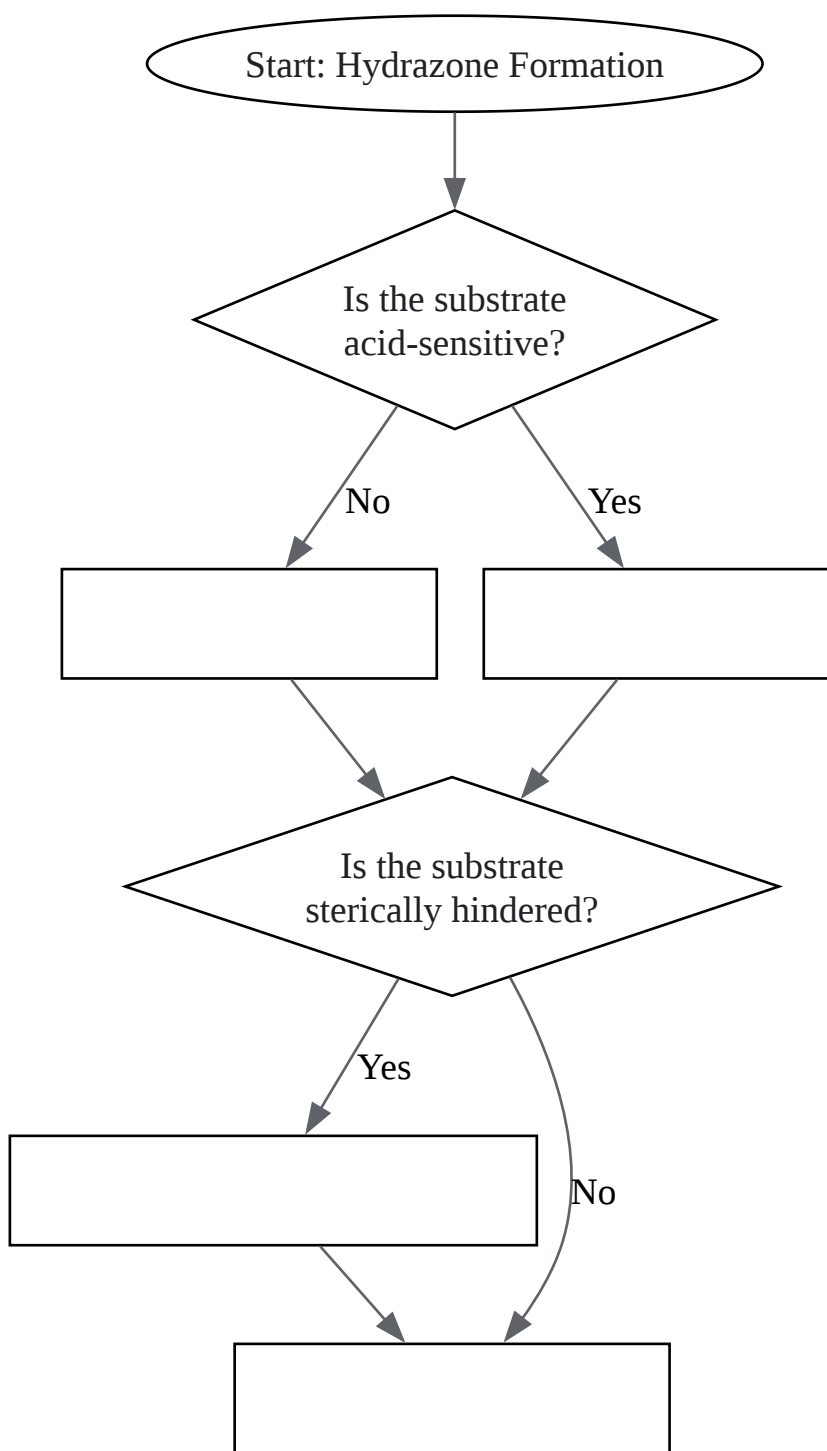 Start: Hydrazone Formation
Is the substrate
acid-sensitive?
No
Yes
Is the substrate
sterically hindered?
Yes
No